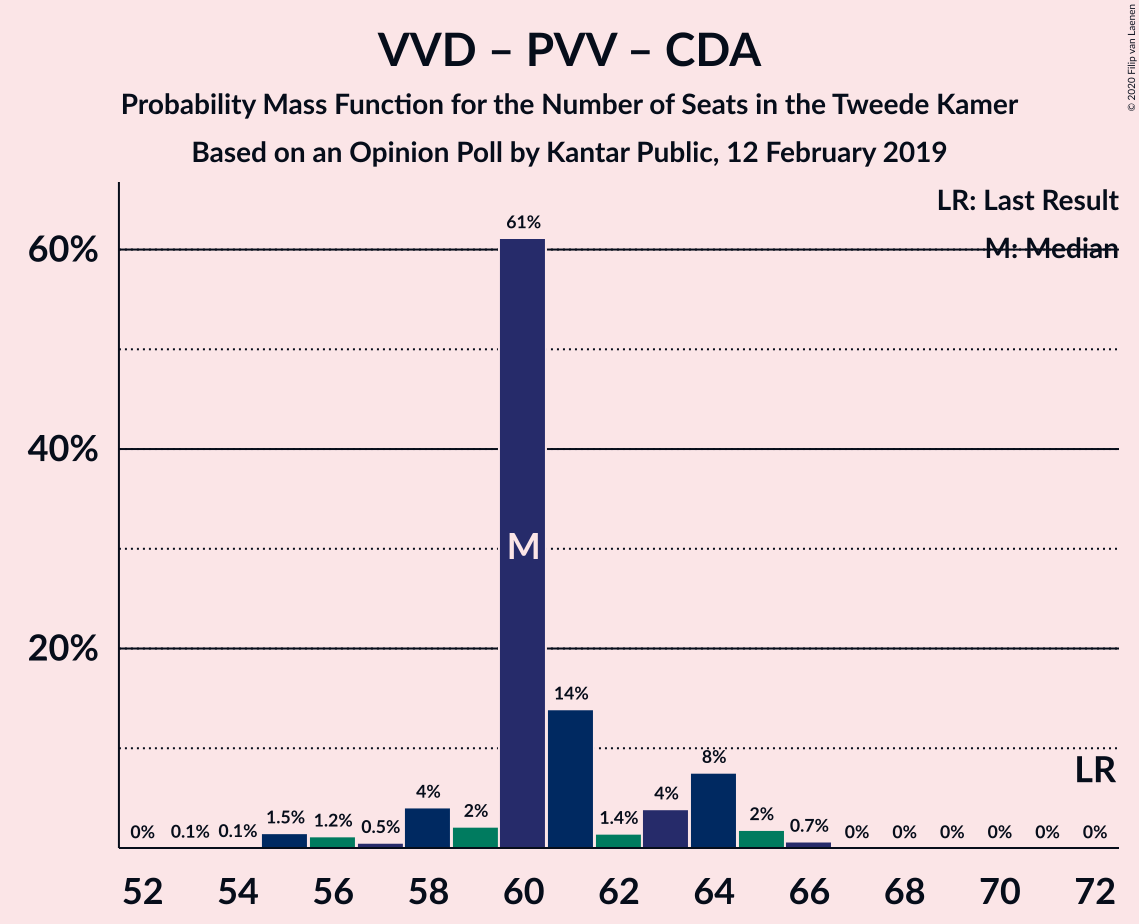 VVD – PVV – CDA
Probability Mass Function for the Number of Seats in the Tweede Kamer
Based on an Opinion Poll by Kantar Public, 12 February 2019
© 2020 Filip van Laenen
LR: Last Result
M: Median
60%
40%
20%
0% 0.1% 0.1% 1.5% 1.2% 0.5% 4% 2% 61% 14% 1.4% 4% 8% 2% 0.7% 0% 0% 0% 0% 0% 0%
M
LR
52 54 56 58 60 62 64 66 68 70 72